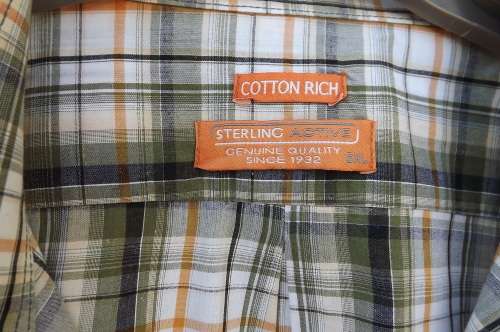 COTTON RICH
STERLING ACTIVE
GENUINE QUALITY
SINCE 1932